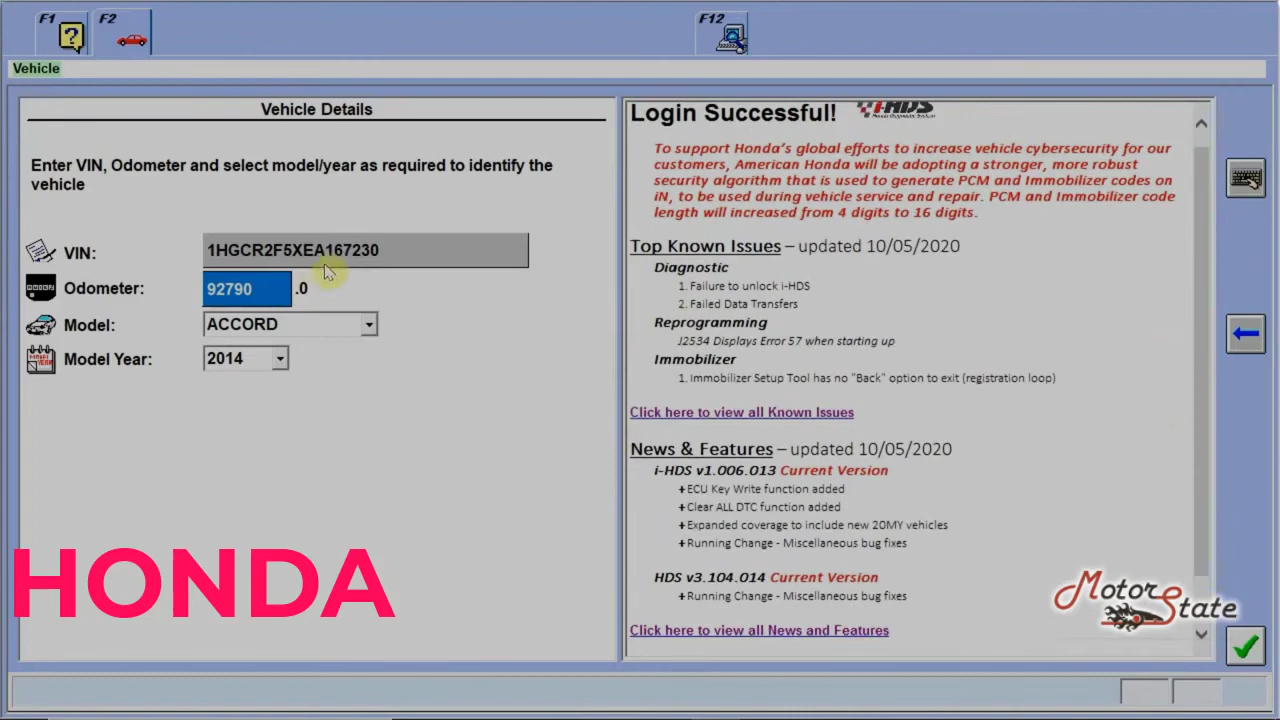 F1
F2
F12
Vehicle
Vehicle Details
Enter VIN, Odometer and select model/year as required to identify the
vehicle
VIN: 1HGCR2F5XEA167230
Odometer: 92790 .0
Model: ACCORD
Model Year: 2014
HONDA
Login Successful! i-HDS
To support Honda's global efforts to increase vehicle cybersecurity for our
customers, American Honda will be adopting a stronger, more robust
security algorithm that is used to generate PCM and Immobilizer codes on
iN, to be used during vehicle service and repair. PCM and Immobilizer code
length will increased from 4 digits to 16 digits.
Top Known Issues – updated 10/05/2020
Diagnostic
1. Failure to unlock i-HDS
2. Failed Data Transfers
Reprogramming
J2534 Displays Error 57 when starting up
Immobilizer
1. Immobilizer Setup Tool has no "Back" option to exit (registration loop)
Click here to view all Known Issues
News & Features – updated 10/05/2020
i-HDS v1.006.013 Current Version
+ECU Key Write function added
+Clear ALL DTC function added
+Expanded coverage to include new 20MY vehicles
+Running Change - Miscellaneous bug fixes
HDS v3.104.014 Current Version
+Running Change - Miscellaneous bug fixes
Click here to view all News and Features
Motor
State